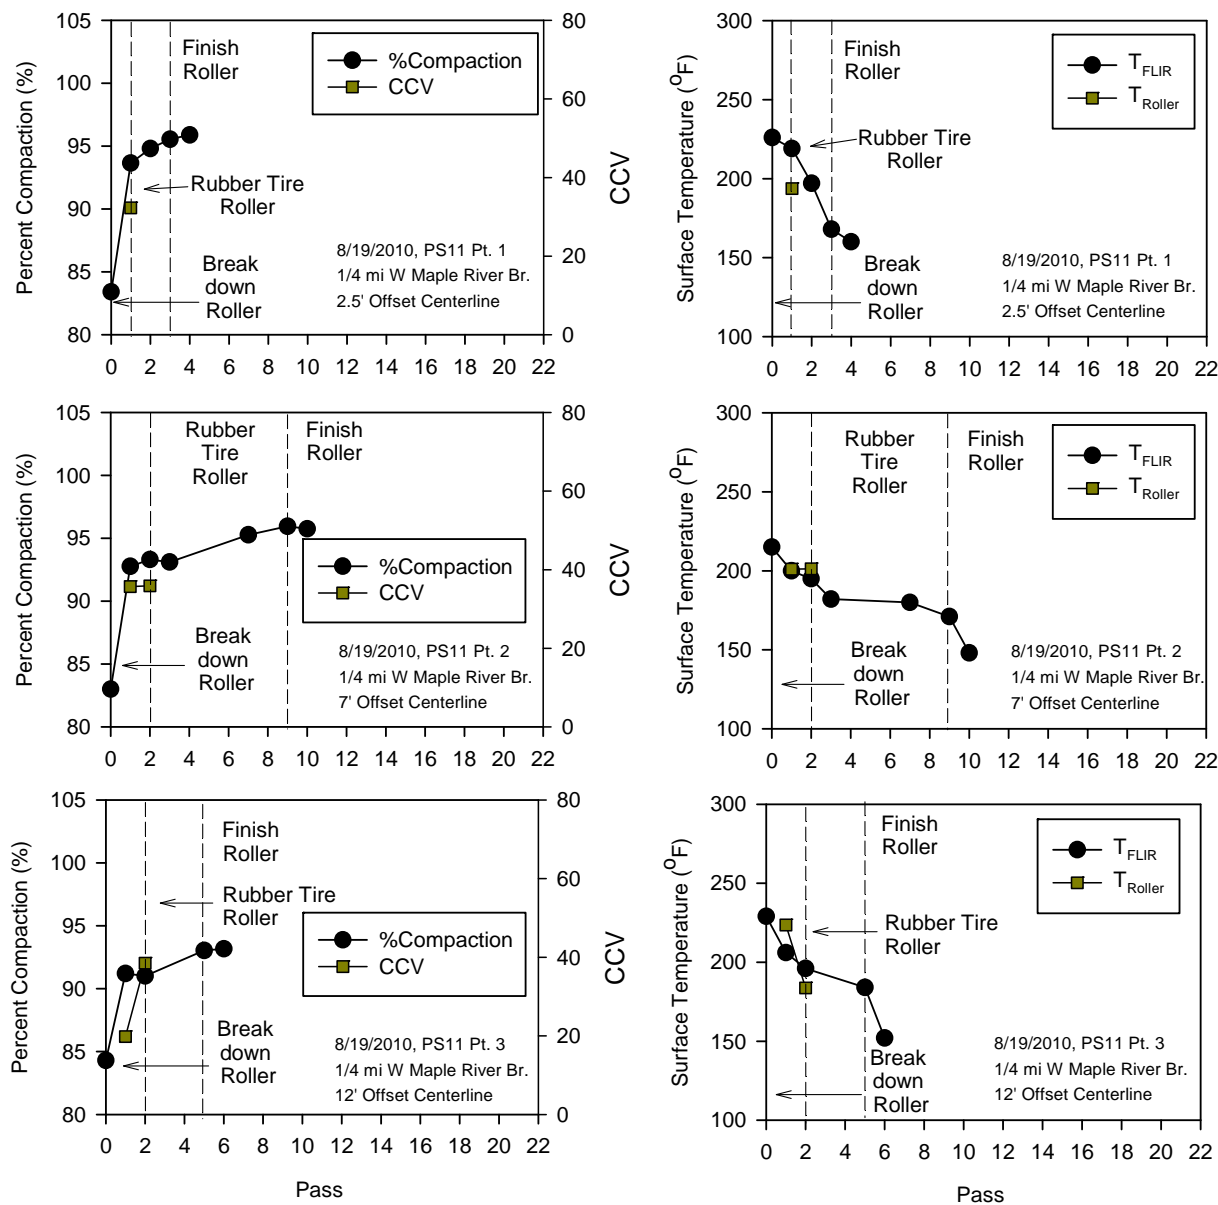 105
100
95
90
85
80
Percent Compaction (%)
80
60
40
20
0
CCV
Finish
Roller
%Compaction
CCV
Rubber Tire
Roller
Break
down
Roller
8/19/2010, PS11 Pt. 1
1/4 mi W Maple River Br.
2.5' Offset Centerline
0 2 4 6 8 10 12 14 16 18 20 22
300
250
200
150
100
Surface Temperature (°F)
Finish
Roller
TFLIR
TRoller
Rubber Tire
Roller
Break
down
Roller
8/19/2010, PS11 Pt. 1
1/4 mi W Maple River Br.
2.5' Offset Centerline
0 2 4 6 8 10 12 14 16 18 20 22
105
100
95
90
85
80
Percent Compaction (%)
80
60
40
20
0
CCV
Rubber
Tire
Roller
Finish
Roller
%Compaction
CCV
Break
down
Roller
8/19/2010, PS11 Pt. 2
1/4 mi W Maple River Br.
7' Offset Centerline
0 2 4 6 8 10 12 14 16 18 20 22
300
250
200
150
100
Surface Temperature (°F)
Rubber
Tire
Roller
Finish
Roller
TFLIR
TRoller
Break
down
Roller
8/19/2010, PS11 Pt. 2
1/4 mi W Maple River Br.
7' Offset Centerline
0 2 4 6 8 10 12 14 16 18 20 22
105
100
95
90
85
80
Percent Compaction (%)
80
60
40
20
0
CCV
Finish
Roller
Rubber Tire
Roller
%Compaction
CCV
Break
down
Roller
8/19/2010, PS11 Pt. 3
1/4 mi W Maple River Br.
12' Offset Centerline
0 2 4 6 8 10 12 14 16 18 20 22
Pass
300
250
200
150
100
Surface Temperature (°F)
Finish
Roller
TFLIR
TRoller
Rubber Tire
Roller
Break
down
Roller
8/19/2010, PS11 Pt. 3
1/4 mi W Maple River Br.
12' Offset Centerline
0 2 4 6 8 10 12 14 16 18 20 22
Pass